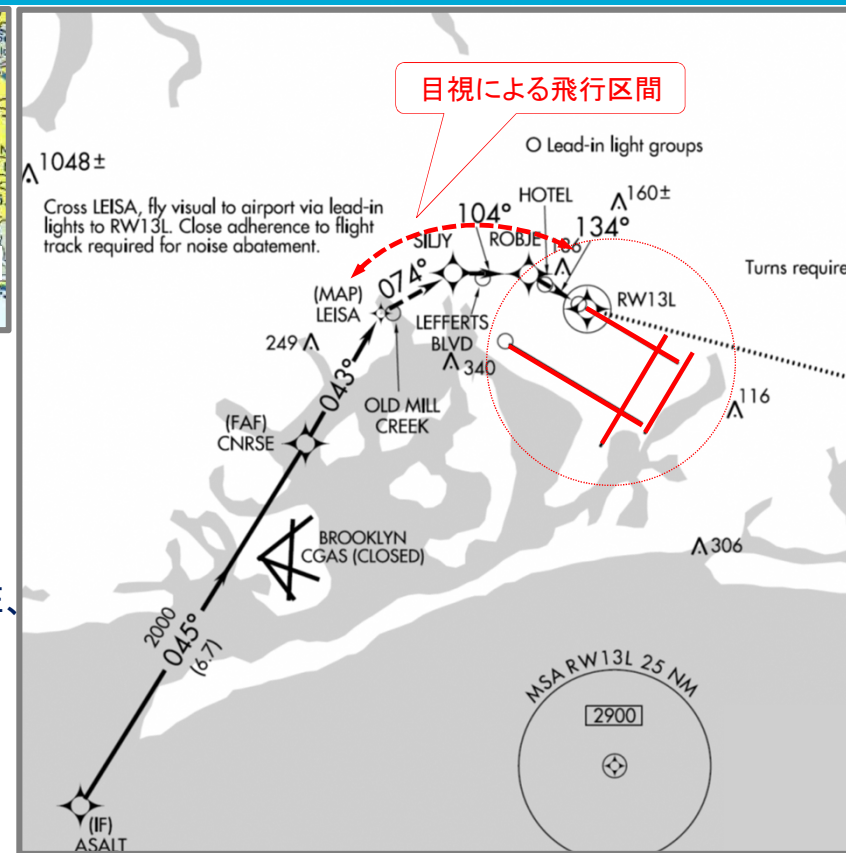 目視による飛行区間
O Lead-in light groups
1048±
Cross LEISA, fly visual to airport via lead-in
lights to RW13L. Close adherence to flight
track required for noise abatement.
HOTEL
160±
104°
134°
SILJY
ROBJE
074°
(MAP)
LEISA
RW13L
Turns require
LEFFERTS
BLVD
249
340
043°
OLD MILL
CREEK
116
(FAF)
CNRSE
BROOKLYN
CGAS (CLOSED)
306
、
2000
045°
(6.7)
MSA RW13L 25 NM
2900
(IF)
ASALT